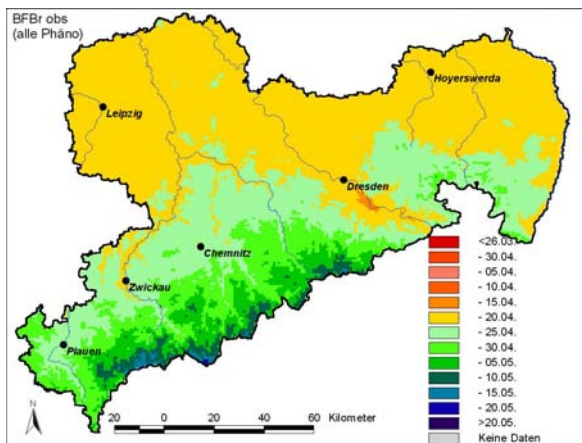 BFBr obs
(alle Phäno)
Hoyerswerda
Leipzig
Dresden
Chemnitz
Zwickau
Plauen
<26.03.
- 30.04.
- 05.04.
- 10.04.
- 15.04.
- 20.04.
- 25.04.
- 30.04.
- 05.05.
- 10.05.
- 15.05.
- 20.05.
>20.05.
Keine Daten
N
20 0 20 40 60 Kilometer